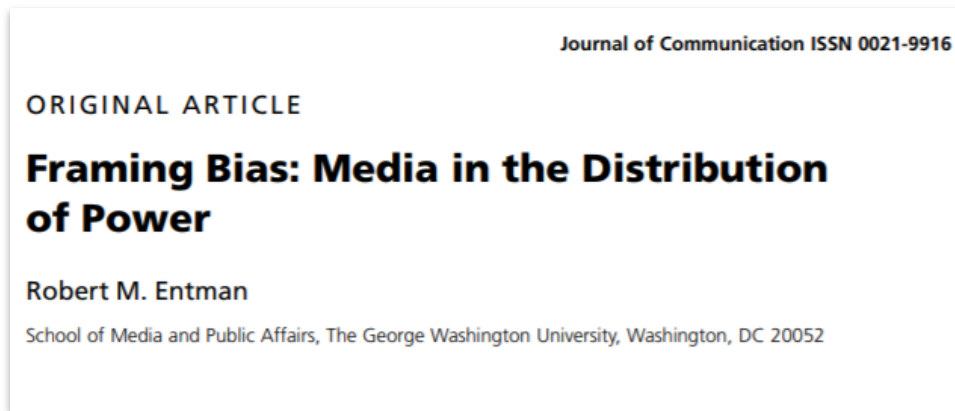 Journal of Communication ISSN 0021-9916
ORIGINAL ARTICLE
Framing Bias: Media in the Distribution
of Power
Robert M. Entman
School of Media and Public Affairs, The George Washington University, Washington, DC 20052